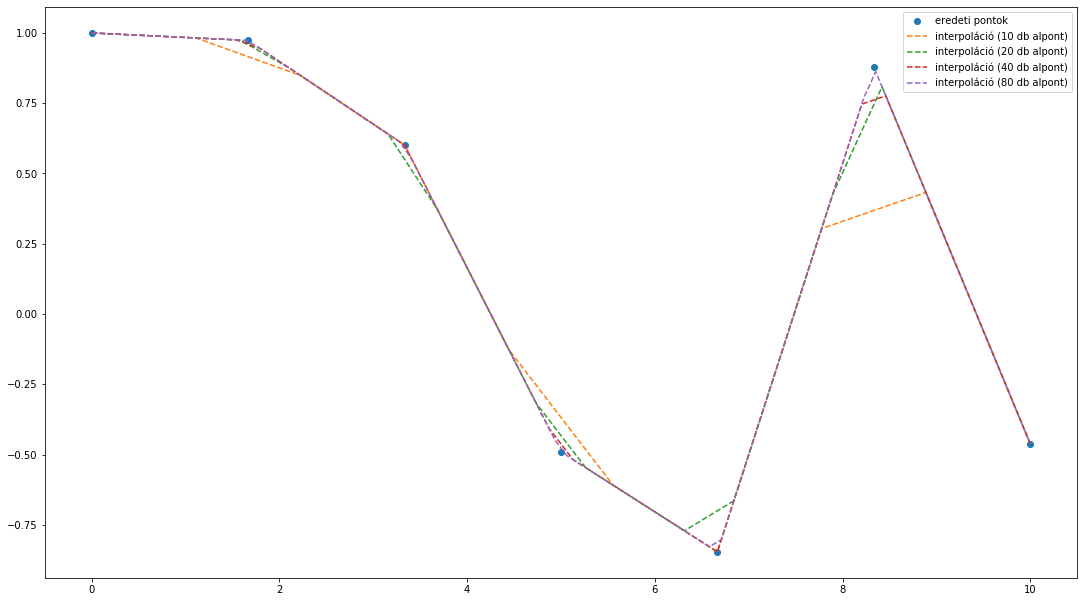 eredeti pontok
interpoláció (10 db alpont)
interpoláció (20 db alpont)
interpoláció (40 db alpont)
interpoláció (80 db alpont)
1.00
0.75
0.50
0.25
0.00
−0.25
−0.50
−0.75
0 2 4 6 8 10